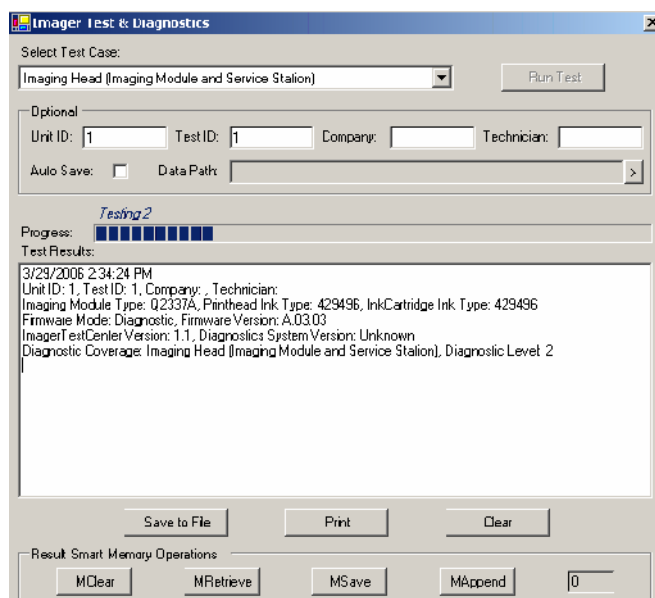 Imager Test & Diagnostics
Select Test Case:
Imaging Head (Imaging Module and Service Station)
Run Test
Optional
Unit ID: 1 Test ID: 1 Company: Technician:
Auto Save: Data Path: >
Testing 2
Progress:
Test Results:
3/29/2006 2:34:24 PM
Unit ID: 1, Test ID: 1, Company: , Technician:
Imaging Module Type: Q2337A, Printhead Ink Type: 429496, InkCartridge Ink Type: 429496
Firmware Mode: Diagnostic, Firmware Version: A.03.03
ImagerTestCenter Version: 1.1, Diagnostics System Version: Unknown
Diagnostic Coverage: Imaging Head (Imaging Module and Service Station), Diagnostic Level: 2
Save to File Print Clear
Result Smart Memory Operations
MClear MRetrieve MSave MAppend 0